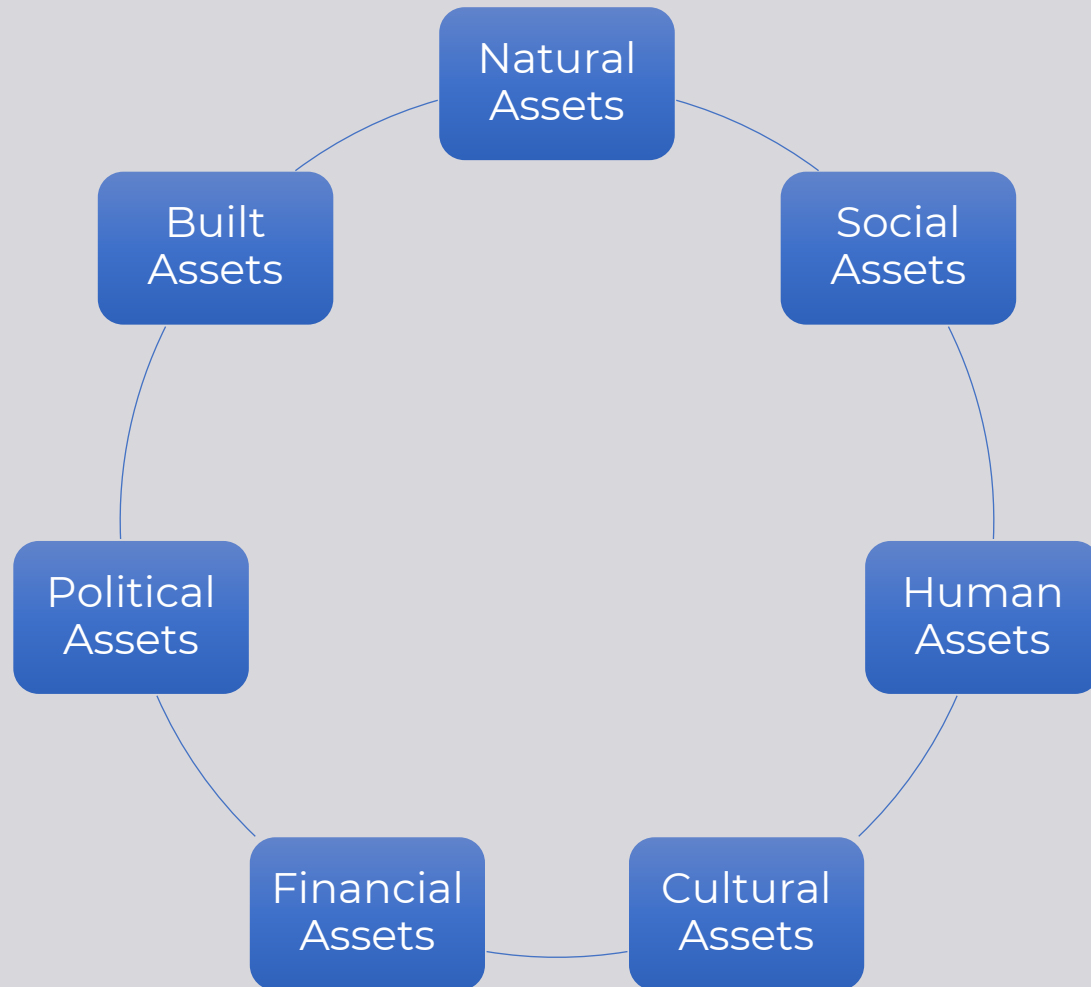 Natural
Assets
Social
Assets
Human
Assets
Cultural
Assets
Financial
Assets
Political
Assets
Built
Assets